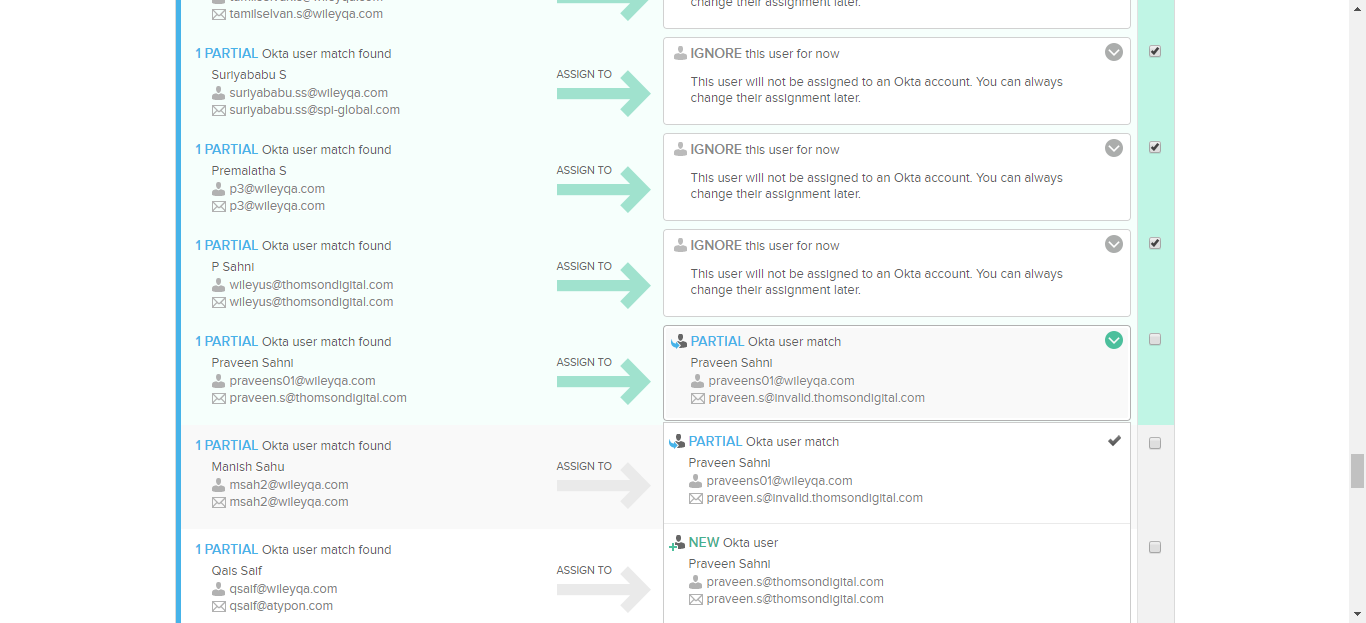 tamilselvan.s@wileyqa.com
change their assignment later.
1 PARTIAL Okta user match found
Suriyababu S
suriyababu.ss@wileyqa.com
suriyababu.ss@spi-global.com
ASSIGN TO
IGNORE this user for now
This user will not be assigned to an Okta account. You can always
change their assignment later.
1 PARTIAL Okta user match found
Premalatha S
p3@wileyqa.com
p3@wileyqa.com
ASSIGN TO
IGNORE this user for now
This user will not be assigned to an Okta account. You can always
change their assignment later.
1 PARTIAL Okta user match found
P Sahni
wileyus@thomsondigital.com
wileyus@thomsondigital.com
ASSIGN TO
IGNORE this user for now
This user will not be assigned to an Okta account. You can always
change their assignment later.
1 PARTIAL Okta user match found
Praveen Sahni
praveens01@wileyqa.com
praveen.s@thomsondigital.com
ASSIGN TO
PARTIAL Okta user match
Praveen Sahni
praveens01@wileyqa.com
praveen.s@invalid.thomsondigital.com
1 PARTIAL Okta user match found
Manish Sahu
msah2@wileyqa.com
msah2@wileyqa.com
ASSIGN TO
PARTIAL Okta user match
Praveen Sahni
praveens01@wileyqa.com
praveen.s@invalid.thomsondigital.com
1 PARTIAL Okta user match found
Qais Saif
qsaif@wileyqa.com
qsaif@atypon.com
ASSIGN TO
NEW Okta user
Praveen Sahni
praveen.s@thomsondigital.com
praveen.s@thomsondigital.com